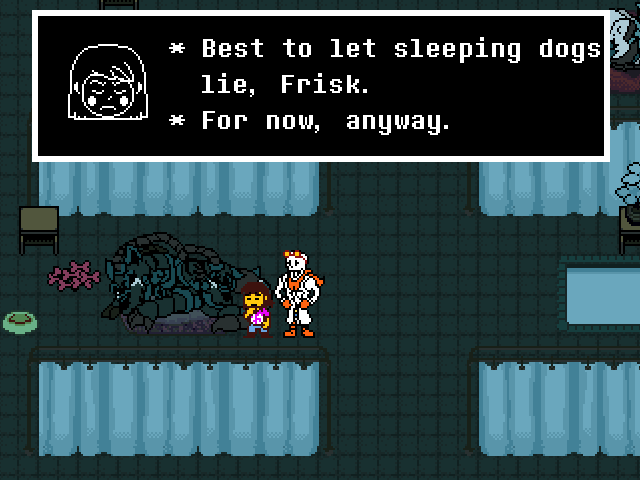 * Best to let sleeping dogs
lie, Frisk.
* For now, anyway.